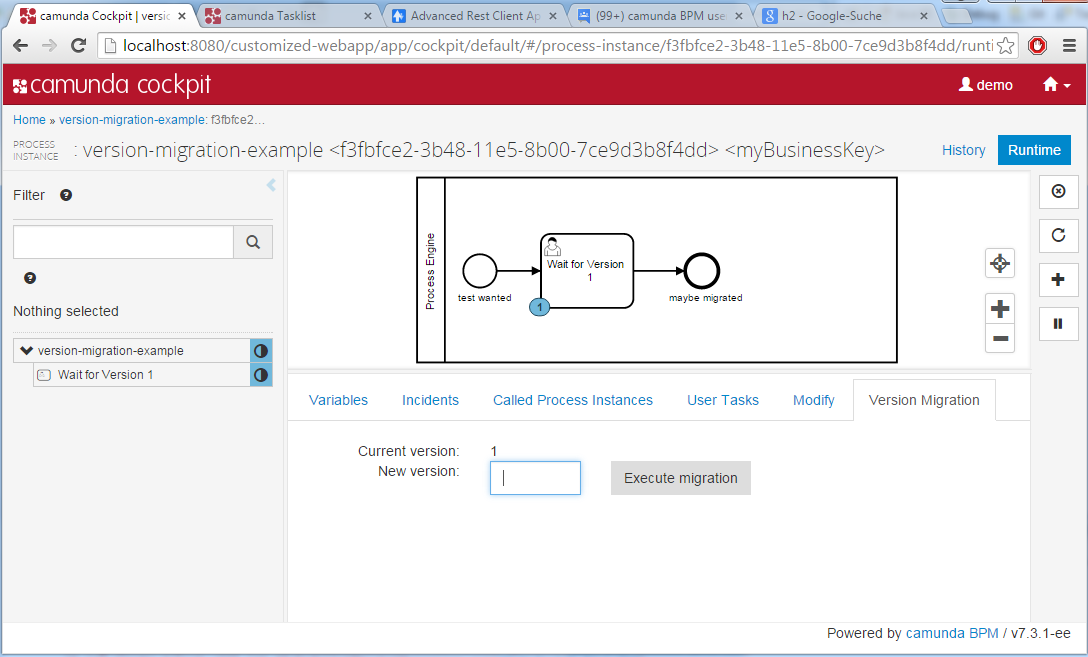 camunda Cockpit | versio
camunda Tasklist
Advanced Rest Client Ap
(99+) camunda BPM use
h2 - Google-Suche
localhost:8080/customized-webapp/app/cockpit/default/#/process-instance/f3fbfce2-3b48-11e5-8b00-7ce9d3b8f4dd/runti
camunda cockpit
demo
Home » version-migration-example: f3fbfce2...
PROCESS
INSTANCE
: version-migration-example <f3fbfce2-3b48-11e5-8b00-7ce9d3b8f4dd> <myBusinessKey>
History
Runtime
Filter
Nothing selected
version-migration-example
Wait for Version 1
Process Engine
test wanted
Wait for Version
1
1
maybe migrated
Variables
Incidents
Called Process Instances
User Tasks
Modify
Version Migration
Current version: 1
New version:
Execute migration
Powered by camunda BPM / v7.3.1-ee